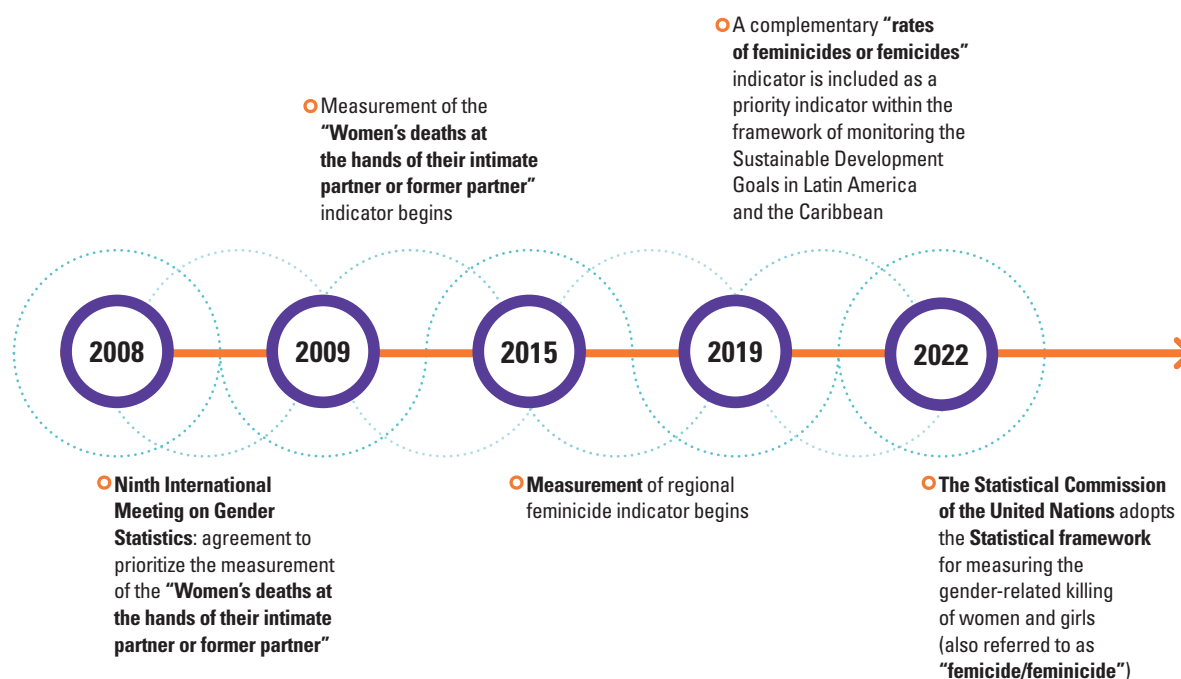 A complementary “rates
of feminicides or femicides”
indicator is included as a
priority indicator within the
framework of monitoring the
Sustainable Development
Goals in Latin America
and the Caribbean
Measurement of the
“Women’s deaths at
the hands of their intimate
partner or former partner”
indicator begins
2008
2009
2015
2019
2022
Ninth International
Meeting on Gender
Statistics: agreement to
prioritize the measurement
of the “Women’s deaths at
the hands of their intimate
partner or former partner”
Measurement of regional
feminicide indicator begins
The Statistical Commission
of the United Nations adopts
the Statistical framework
for measuring the
gender-related killing
of women and girls
(also referred to as
“femicide/feminicide”)